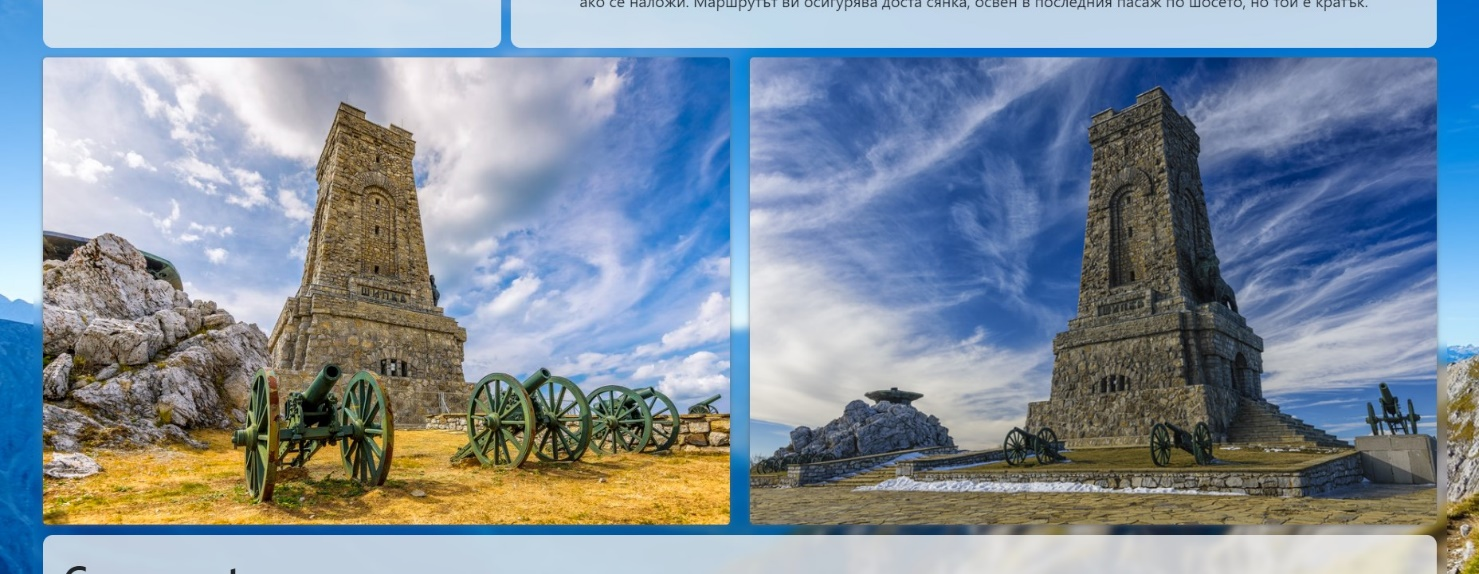 ако се наложи. Маршрутът ви осигурява доста сянка, освен в последния пасаж по шосето, но той е кратък.